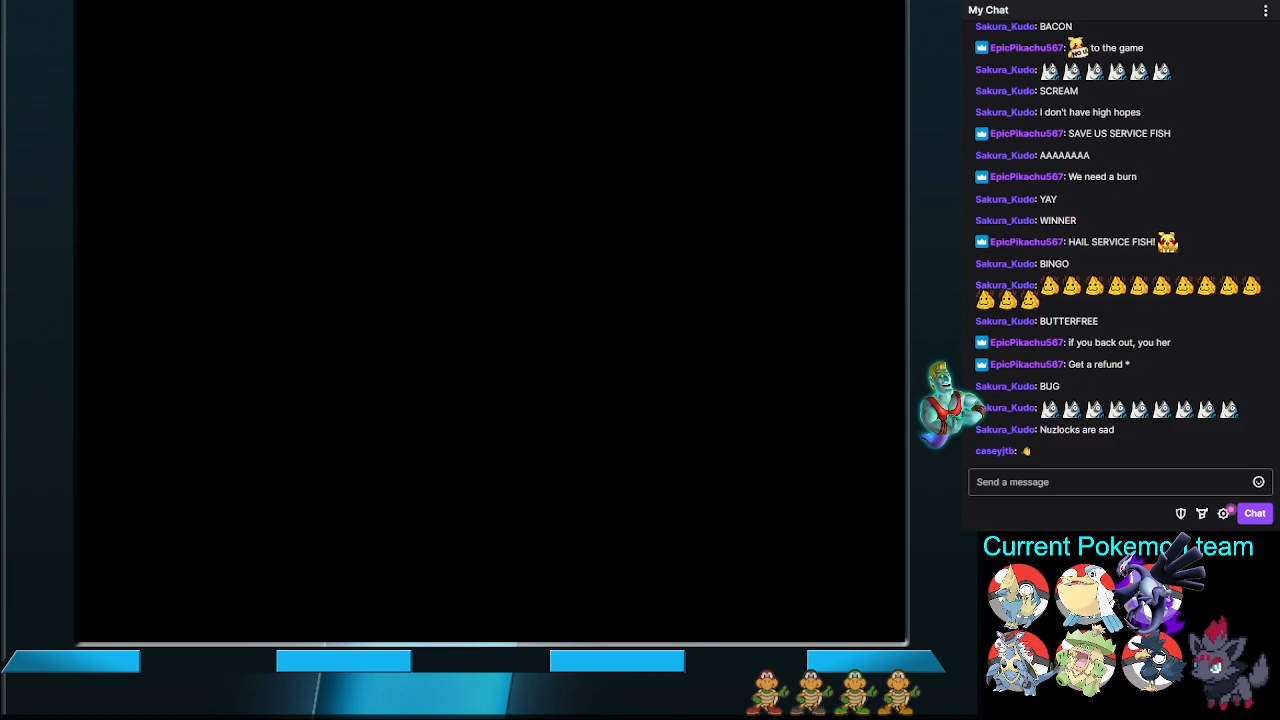 My Chat
Sakura_Kudo: BACON
EpicPikachu567: to the game
Sakura_Kudo:
Sakura_Kudo: SCREAM
Sakura_Kudo: I don't have high hopes
EpicPikachu567: SAVE US SERVICE FISH
Sakura_Kudo: AAAAAAAA
EpicPikachu567: We need a burn
Sakura_Kudo: YAY
Sakura_Kudo: WINNER
EpicPikachu567: HAIL SERVICE FISH!
Sakura_Kudo: BINGO
Sakura_Kudo:
Sakura_Kudo: BUTTERFREE
EpicPikachu567: if you back out, you her
EpicPikachu567: Get a refund *
Sakura_Kudo: BUG
akura_Kudo:
Sakura_Kudo: Nuzlocks are sad
caseyjtb:
Send a message
Chat
Current Pokemon team